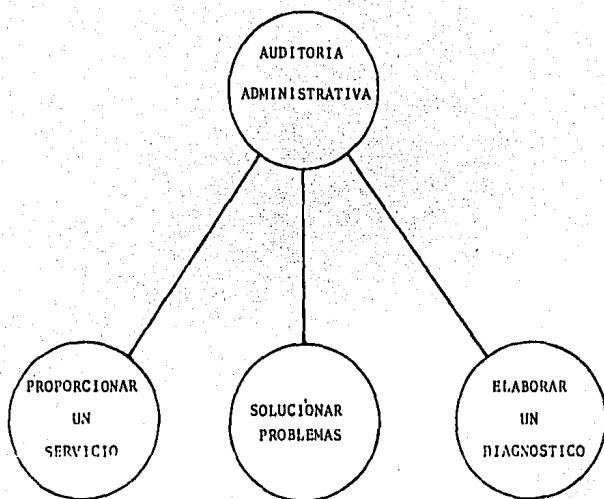 AUDITORIA
ADMINISTRATIVA
PROPORCIONAR
UN
SERVICIO
SOLUCIONAR
PROBLEMAS
ELABORAR
UN
DIAGNOSTICO